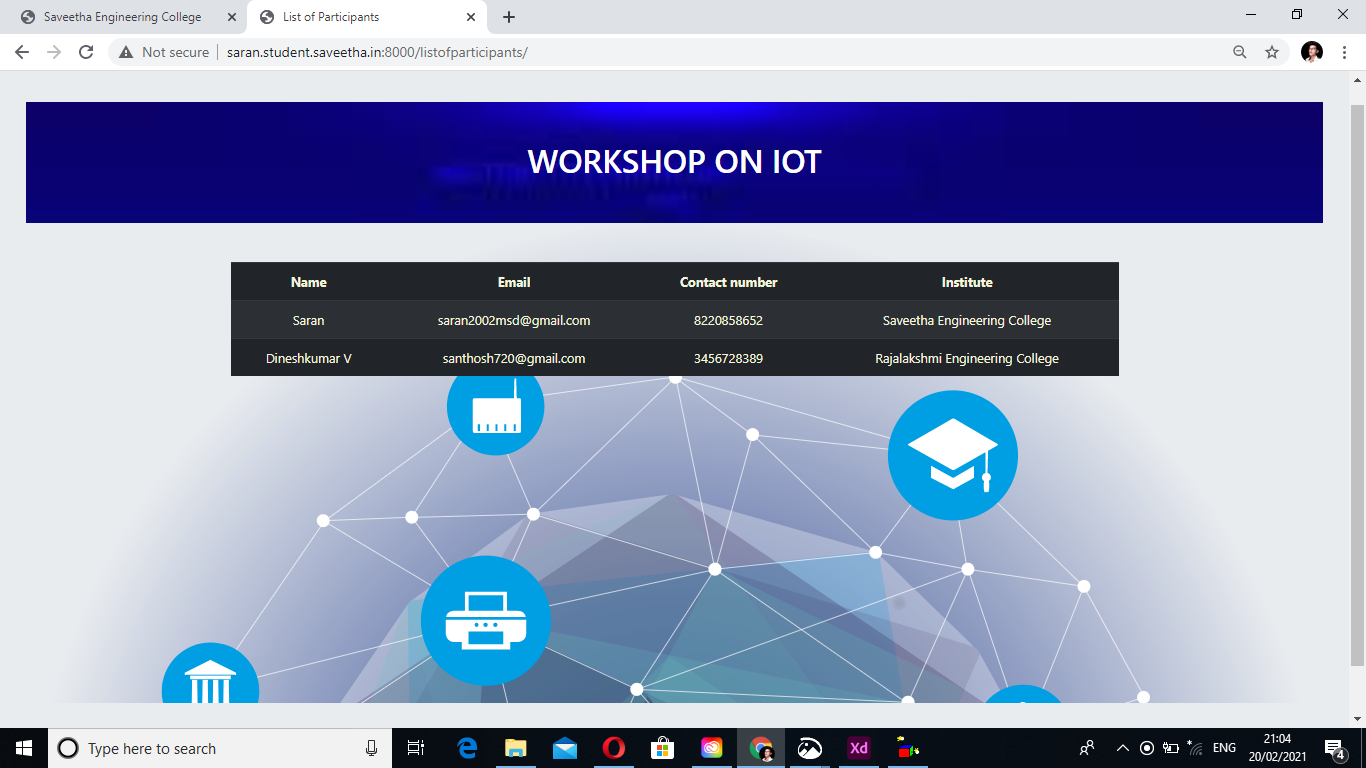 Saveetha Engineering College
List of Participants
Not secure
saran.student.saveetha.in:8000/listofparticipants/
WORKSHOP ON IOT
Name Email Contact number Institute
Saran saran2002msd@gmail.com 8220858652 Saveetha Engineering College
Dineshkumar V santhosh720@gmail.com 3456728389 Rajalakshmi Engineering College
Type here to search
Xd
ENG
21:04
20/02/2021
4